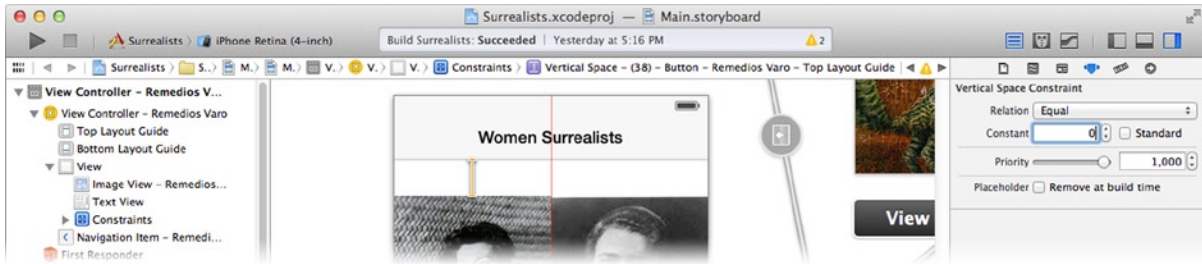 Surrealists.xcodeproj — Main.storyboard
Surrealists 〉 iPhone Retina (4-inch)
Build Surrealists: Succeeded | Yesterday at 5:16 PM
2
Surrealists 〉 S... 〉 M.. 〉 M.. 〉 V.. 〉 V.. 〉 V.. 〉 Constraints 〉 Vertical Space – (38) – Button – Remedios Varo – Top Layout Guide
View Controller – Remedios V...
View Controller – Remedios Varo
Top Layout Guide
Bottom Layout Guide
View
Image View – Remedios...
Text View
Constraints
Navigation Item – Remedi...
First Responder
Women Surrealists
View
Vertical Space Constraint
Relation Equal
Constant 0 Standard
Priority 1,000
Placeholder Remove at build time